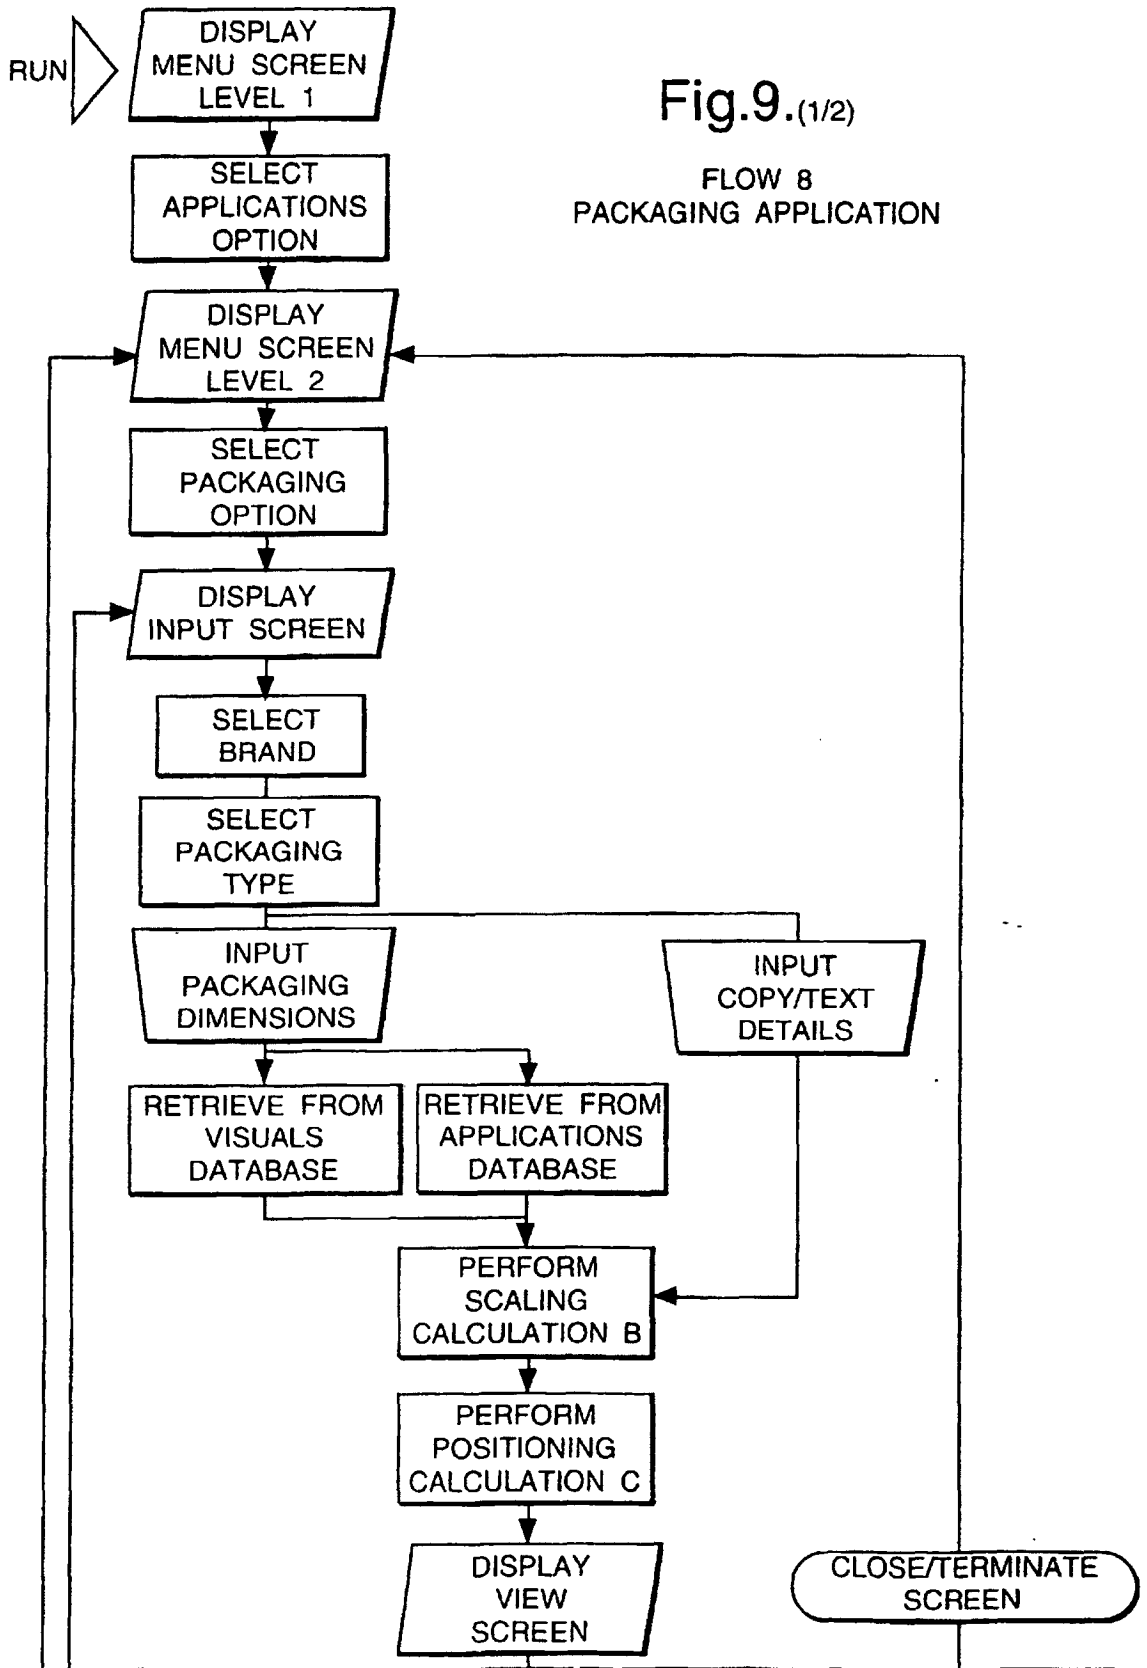 RUN
DISPLAY
MENU SCREEN
LEVEL 1
Fig.9.(1/2)
FLOW 8
PACKAGING APPLICATION
SELECT
APPLICATIONS
OPTION
DISPLAY
MENU SCREEN
LEVEL 2
SELECT
PACKAGING
OPTION
DISPLAY
INPUT SCREEN
SELECT
BRAND
SELECT
PACKAGING
TYPE
INPUT
PACKAGING
DIMENSIONS
INPUT
COPY/TEXT
DETAILS
RETRIEVE FROM
VISUALS
DATABASE
RETRIEVE FROM
APPLICATIONS
DATABASE
PERFORM
SCALING
CALCULATION B
PERFORM
POSITIONING
CALCULATION C
DISPLAY
VIEW
SCREEN
CLOSE/TERMINATE
SCREEN